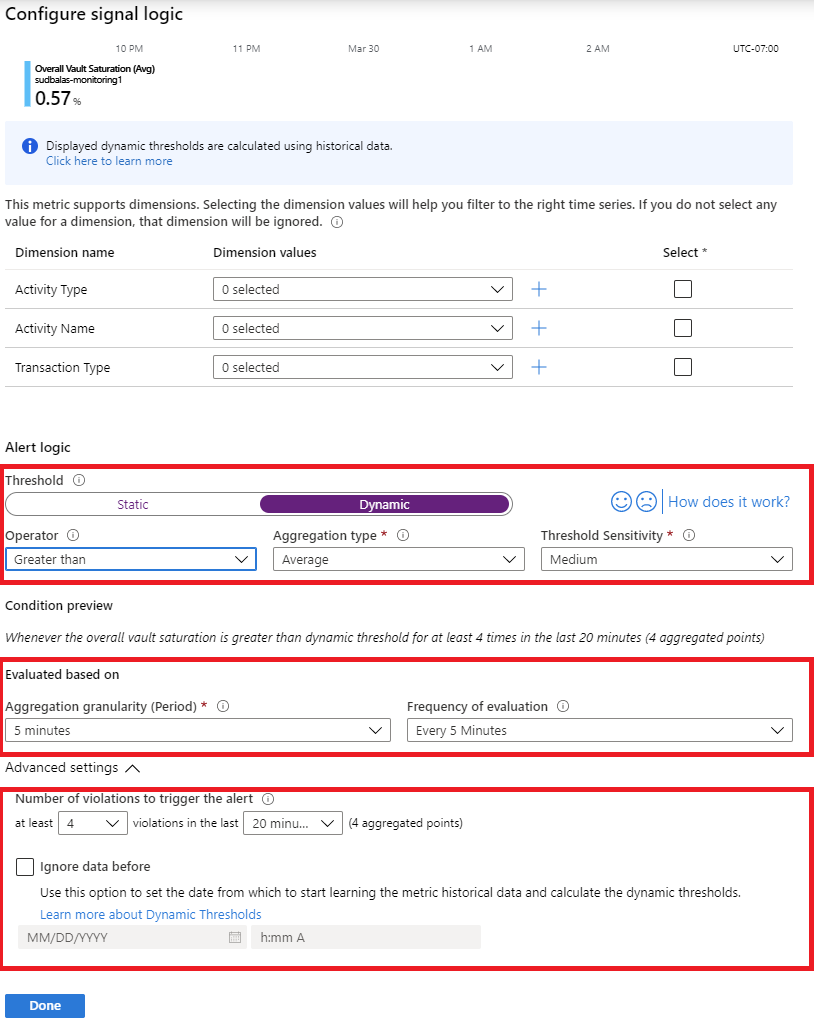 Configure signal logic
10 PM 11 PM Mar 30 1 AM 2 AM UTC-07:00
Overall Vault Saturation (Avg)
sudbalas-monitoring1
0.57 %
Displayed dynamic thresholds are calculated using historical data.
Click here to learn more
This metric supports dimensions. Selecting the dimension values will help you filter to the right time series. If you do not select any
value for a dimension, that dimension will be ignored.
Dimension name Dimension values Select *
Activity Type 0 selected
Activity Name 0 selected
Transaction Type 0 selected
Alert logic
Threshold
Static Dynamic How does it work?
Operator Aggregation type * Threshold Sensitivity *
Greater than Average Medium
Condition preview
Whenever the overall vault saturation is greater than dynamic threshold for at least 4 times in the last 20 minutes (4 aggregated points)
Evaluated based on
Aggregation granularity (Period) * Frequency of evaluation
5 minutes Every 5 Minutes
Advanced settings
Number of violations to trigger the alert
at least 4 violations in the last 20 minu... (4 aggregated points)
Ignore data before
Use this option to set the date from which to start learning the metric historical data and calculate the dynamic thresholds.
Learn more about Dynamic Thresholds
MM/DD/YYYY h:mm A
Done